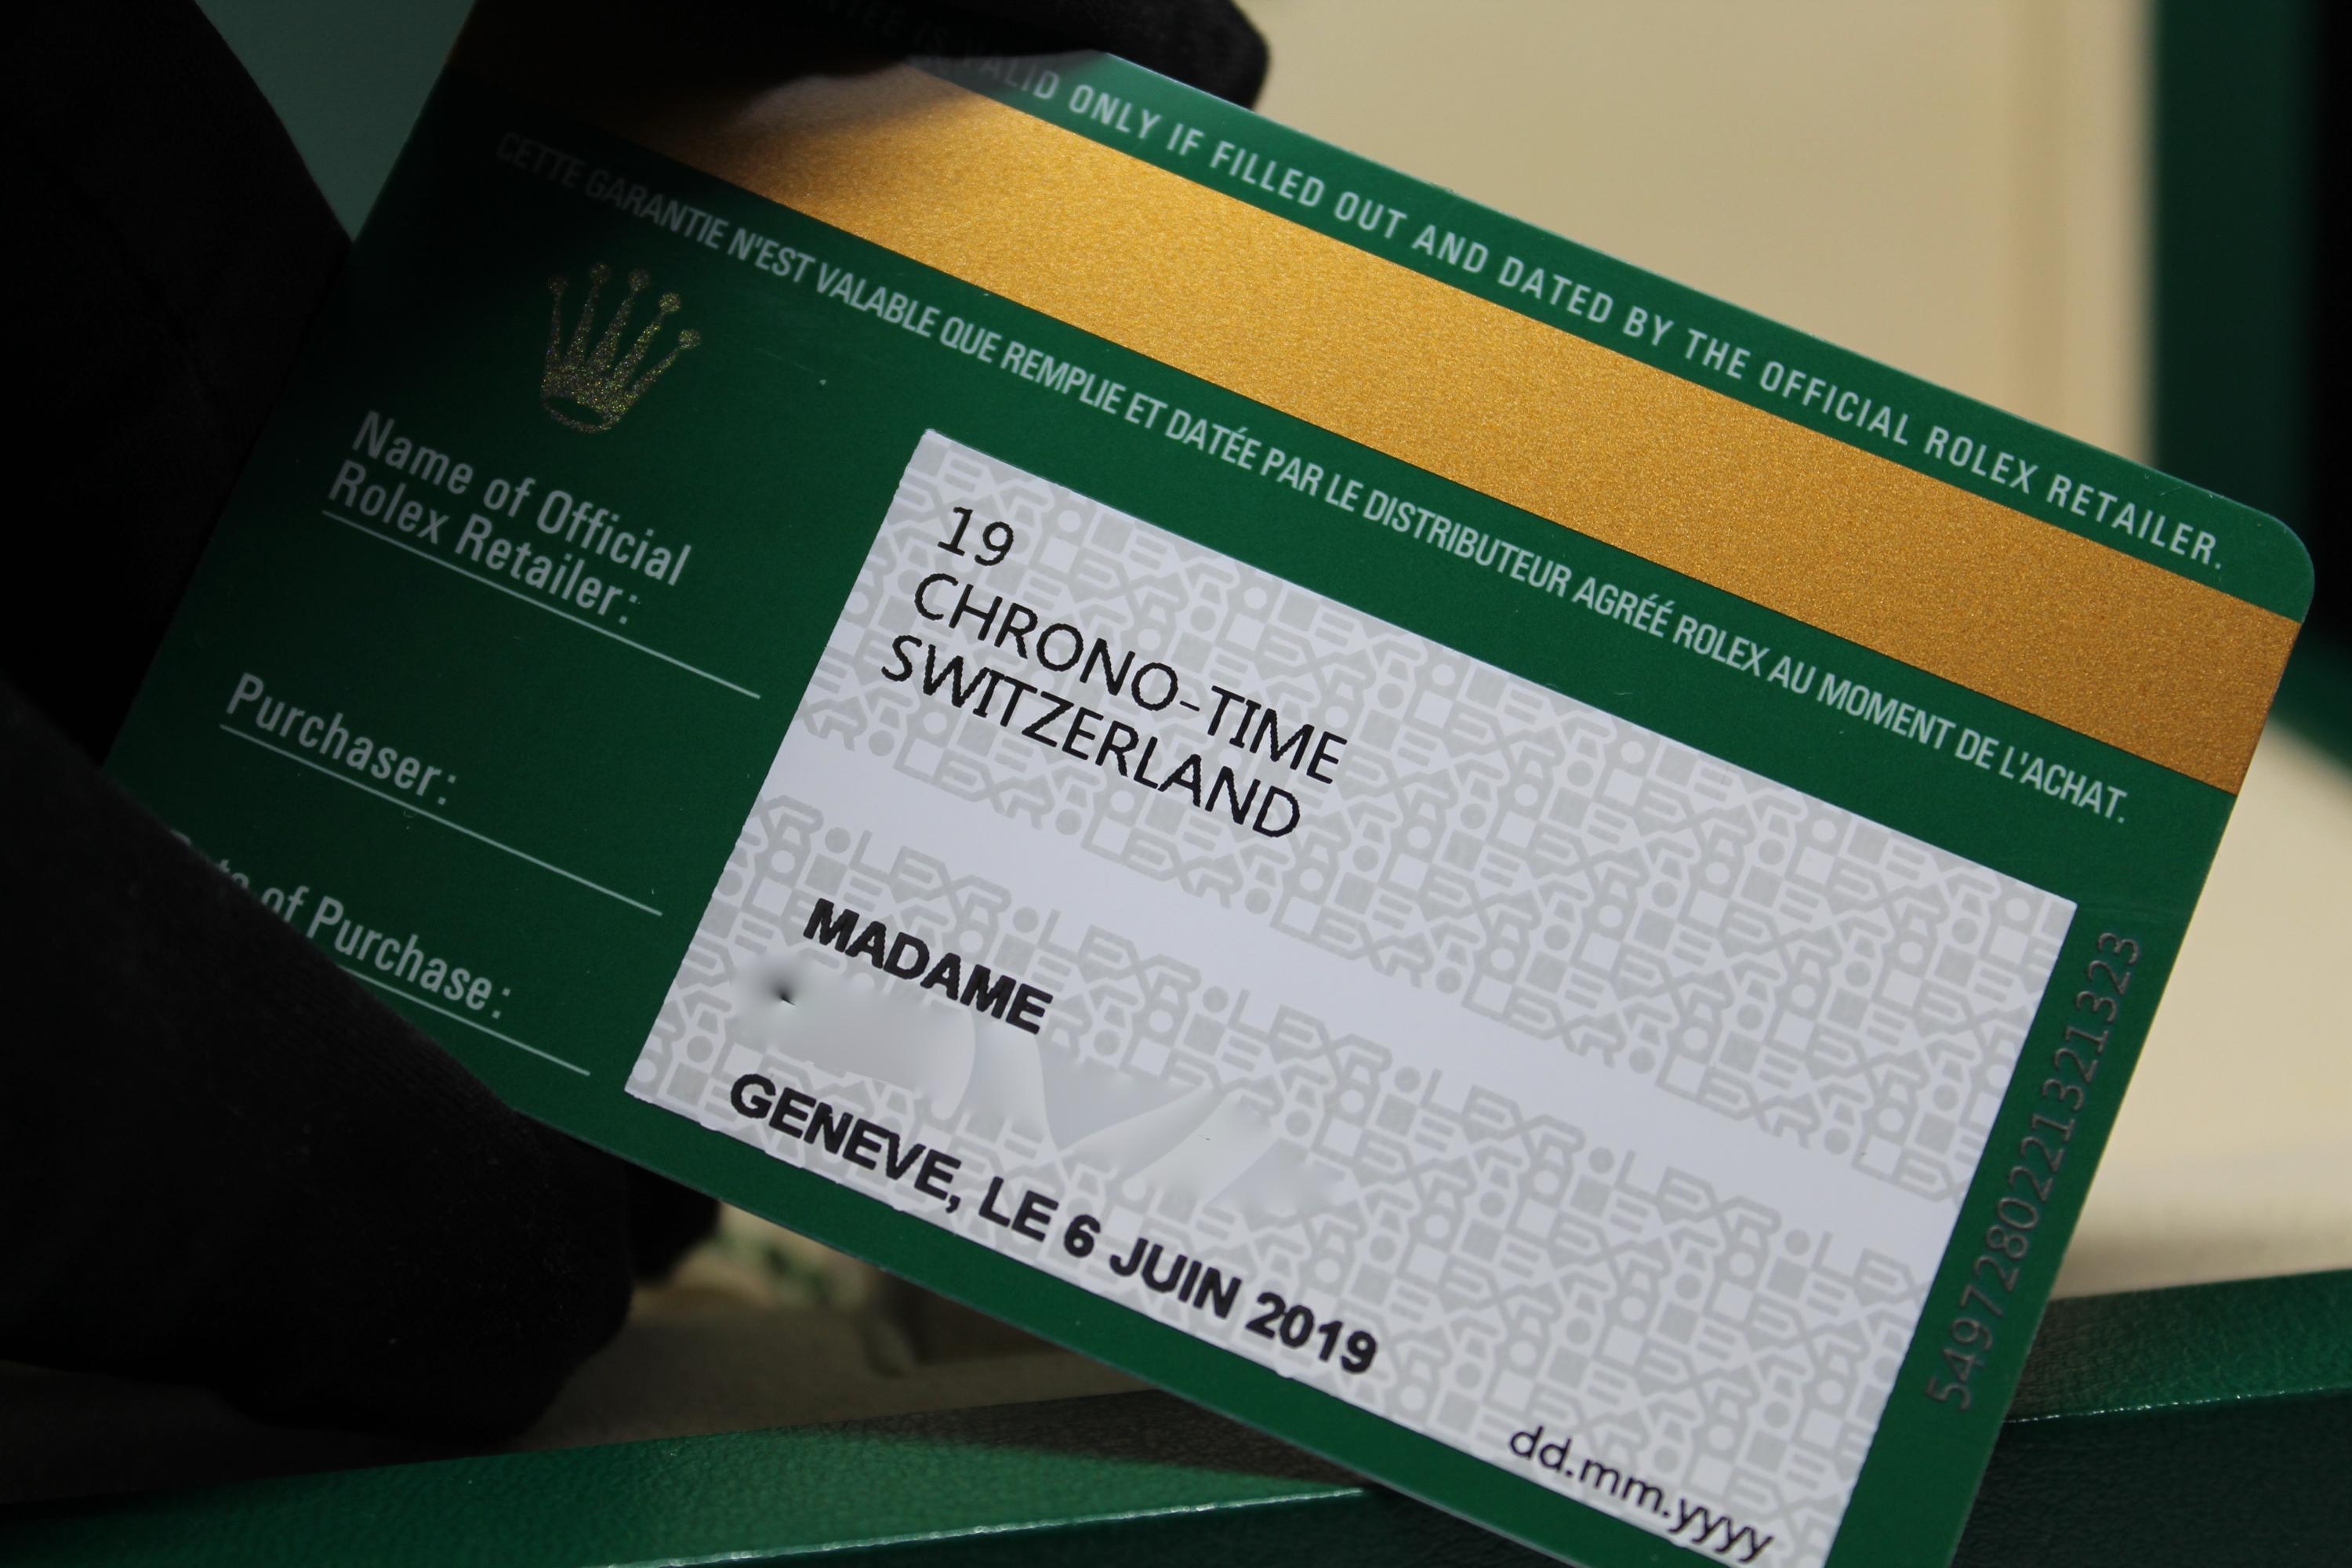 VALID ONLY IF FILLED OUT AND DATED BY THE OFFICIAL ROLEX RETAILER.
CETTE GARANTIE N'EST VALABLE QUE REMPLIE ET DATÉE PAR LE DISTRIBUTEUR AGRÉÉ ROLEX AU MOMENT DE L'ACHAT.
Name of Official
Rolex Retailer:
19
CHRONO-TIME
SWITZERLAND
Purchaser:
MADAME
of Purchase:
GENEVE, LE 6 JUIN 2019
dd.mm.yyyy
5497280221321323